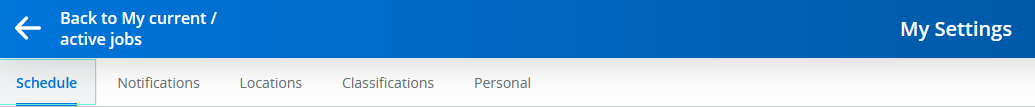 Back to My current /
active jobs
My Settings
Schedule Notifications Locations Classifications Personal